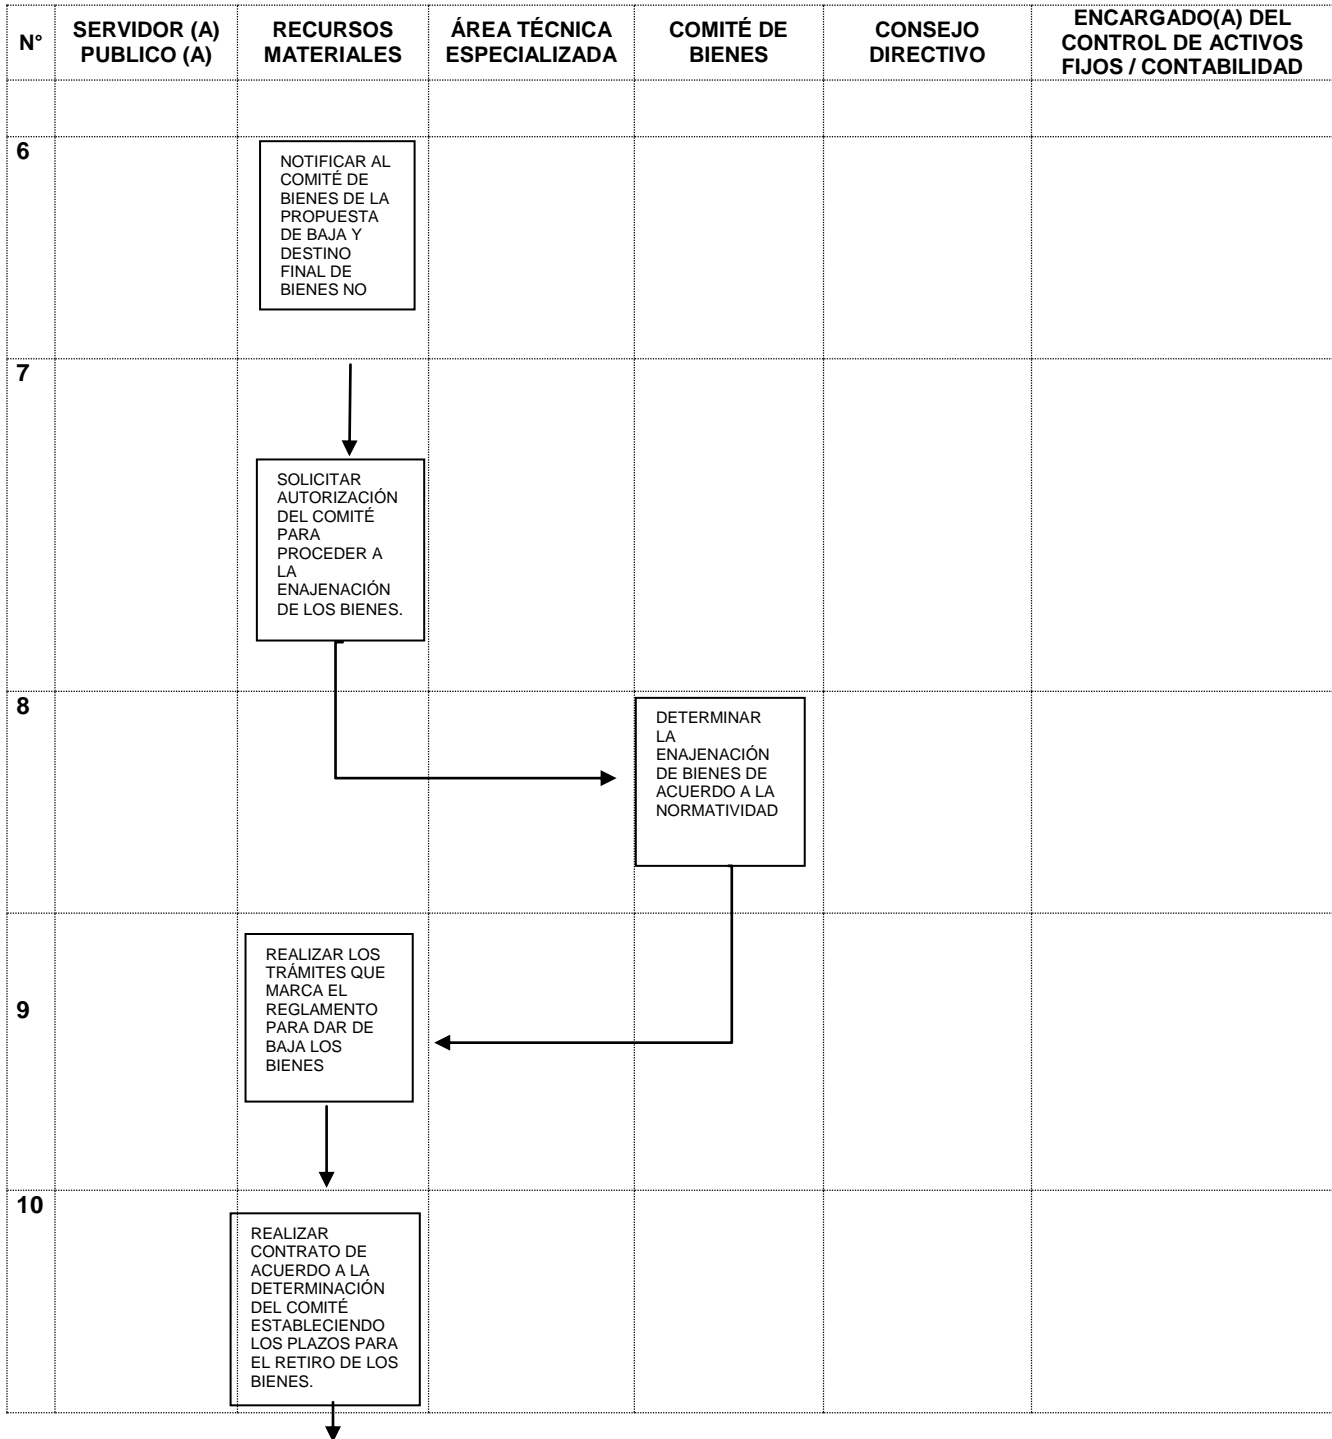 N°
SERVIDOR (A)
PUBLICO (A)
RECURSOS
MATERIALES
ÁREA TÉCNICA
ESPECIALIZADA
COMITÉ DE
BIENES
CONSEJO
DIRECTIVO
ENCARGADO(A) DEL
CONTROL DE ACTIVOS
FIJOS / CONTABILIDAD
6
NOTIFICAR AL
COMITÉ DE
BIENES DE LA
PROPUESTA
DE BAJA Y
DESTINO
FINAL DE
BIENES NO
7
SOLICITAR
AUTORIZACIÓN
DEL COMITÉ
PARA
PROCEDER A
LA
ENAJENACIÓN
DE LOS BIENES.
8
DETERMINAR
LA
ENAJENACIÓN
DE BIENES DE
ACUERDO A LA
NORMATIVIDAD
9
REALIZAR LOS
TRÁMITES QUE
MARCA EL
REGLAMENTO
PARA DAR DE
BAJA LOS
BIENES
10
REALIZAR
CONTRATO DE
ACUERDO A LA
DETERMINACIÓN
DEL COMITÉ
ESTABLECIENDO
LOS PLAZOS PARA
EL RETIRO DE LOS
BIENES.